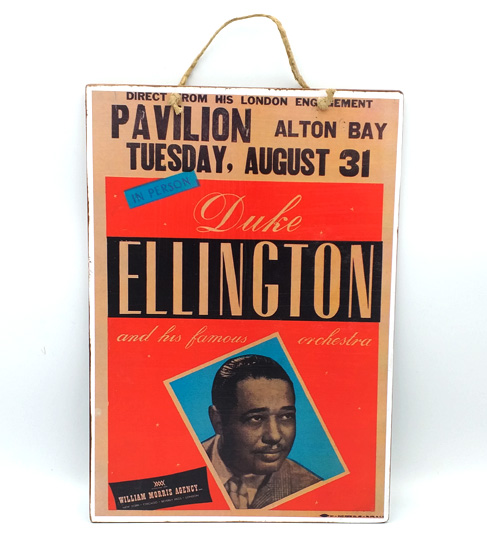 DIRECT FROM HIS LONDON ENGAGEMENT
PAVILION ALTON BAY
TUESDAY, AUGUST 31
IN PERSON
Duke
ELLINGTON
and his famous orchestra
WILLIAM MORRIS AGENCY